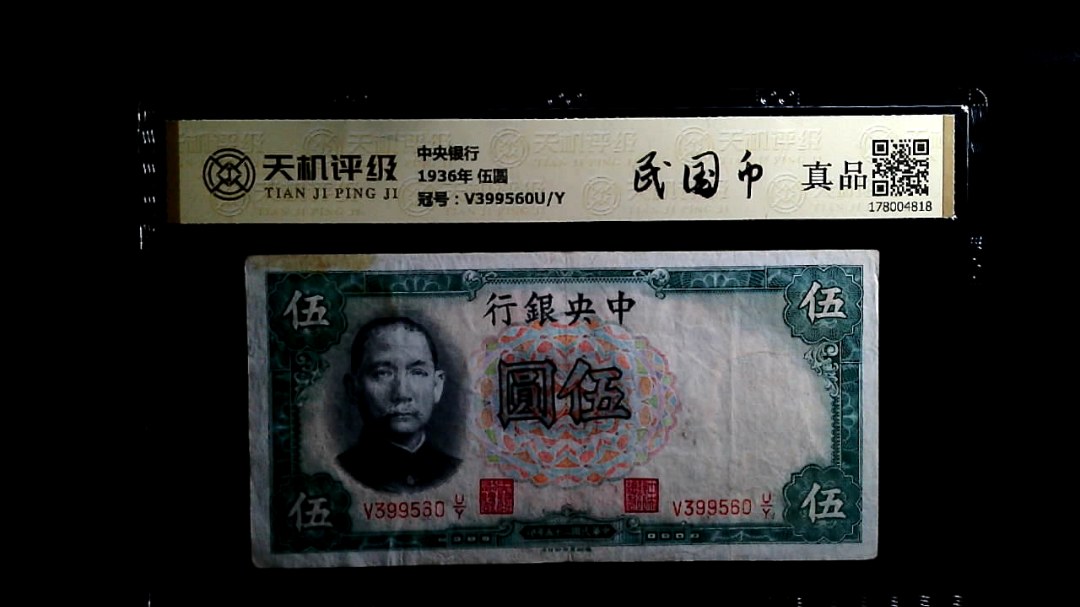 天机评级
TIAN JI PING JI
中央银行
1936年 伍圆
冠号：V399560U/Y
民国币
真品
178004818
伍
行銀央中
伍
圓伍
V399560 U/Y
V399560 U/Y
伍
伍